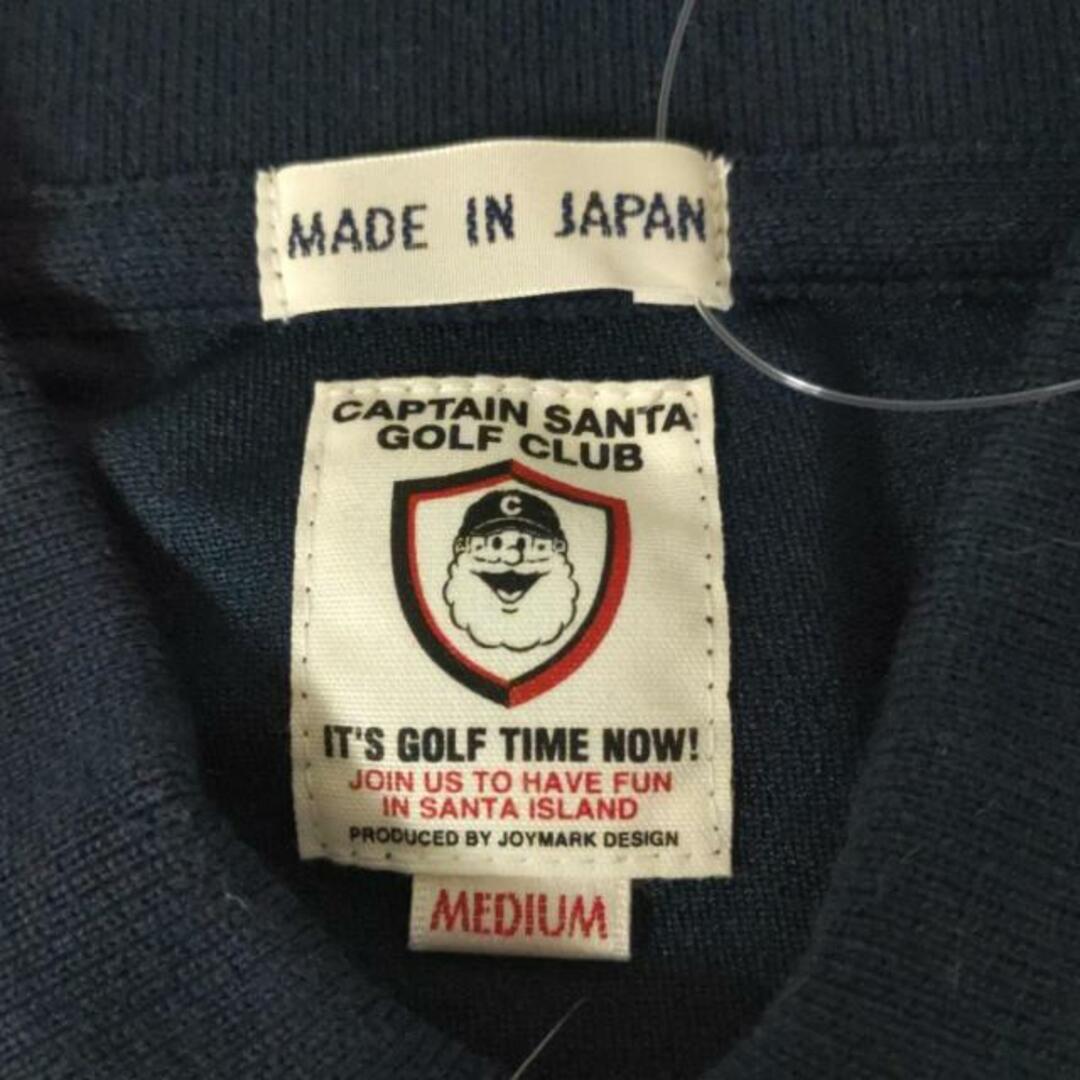 MADE IN JAPAN
CAPTAIN SANTA
GOLF CLUB
C
IT'S GOLF TIME NOW!
JOIN US TO HAVE FUN
IN SANTA ISLAND
PRODUCED BY JOYMARK DESIGN
MEDIUM